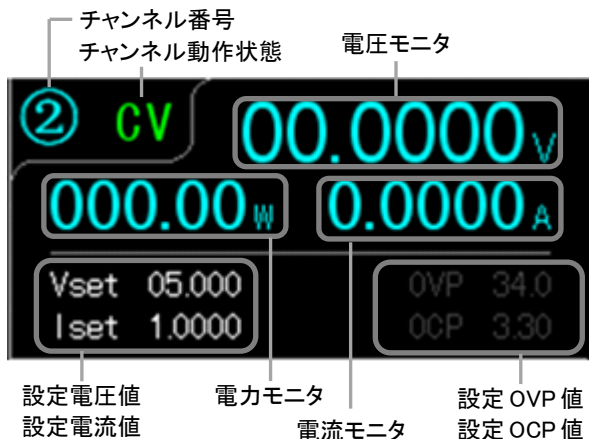 チャンネル番号
チャンネル動作状態
電圧モニタ
② CV
00.0000V
000.00W 0.0000A
Vset 05.000
Iset 1.0000
OVP 34.0
OCP 3.30
設定電圧値
設定電流値
電力モニタ
電流モニタ
設定 OVP 値
設定 OCP 値